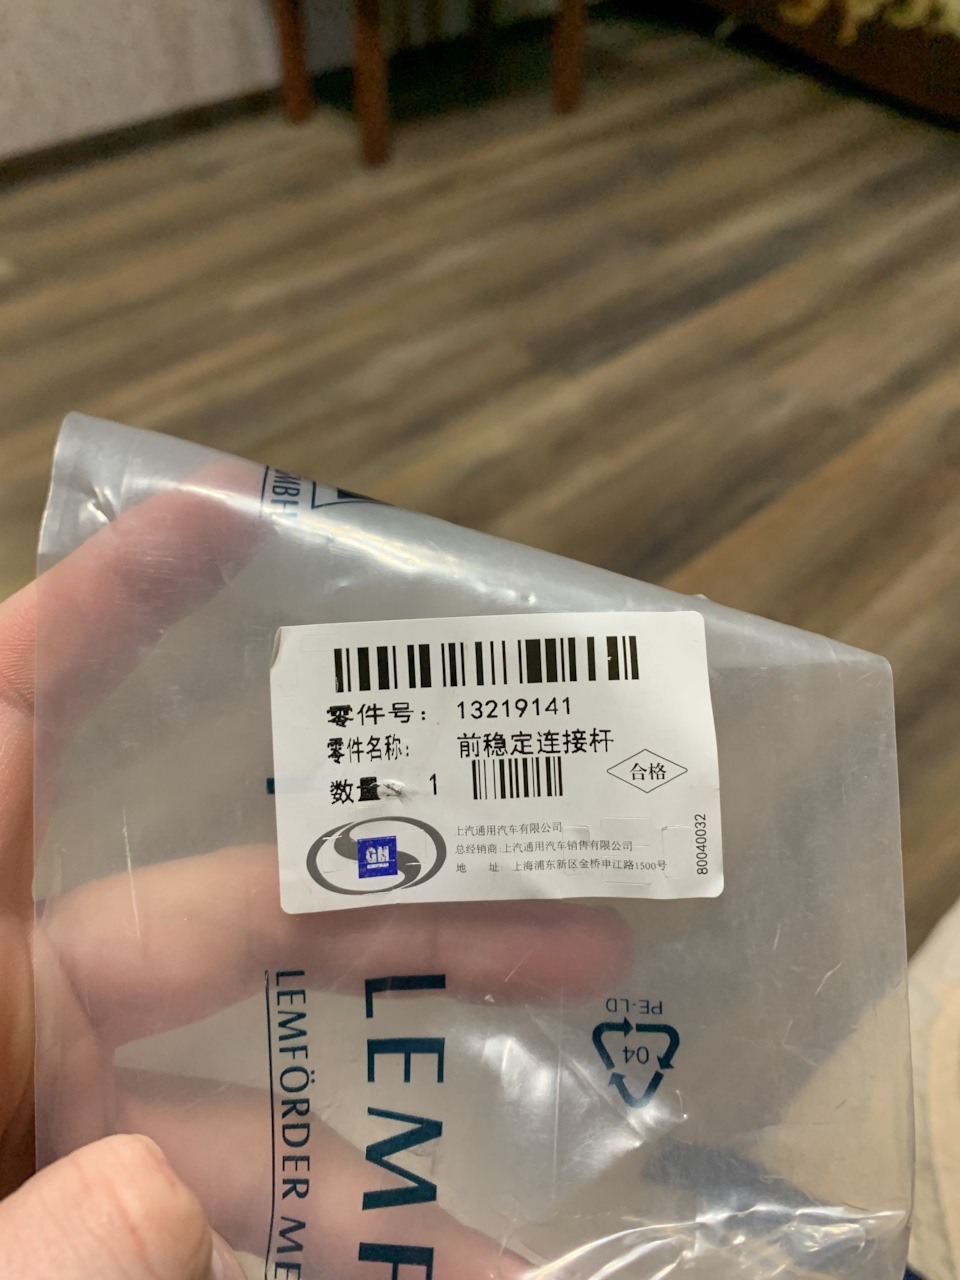 MBH
零件号： 13219141
零件名称： 前稳定连接杆
数量： 1
合格
上汽通用汽车有限公司
总经销商:上汽通用汽车销售有限公司
地 址: 上海浦东新区金桥申江路1500号
80040032
GM
PE-LD
04
LEMF
LEMFÖRDER ME